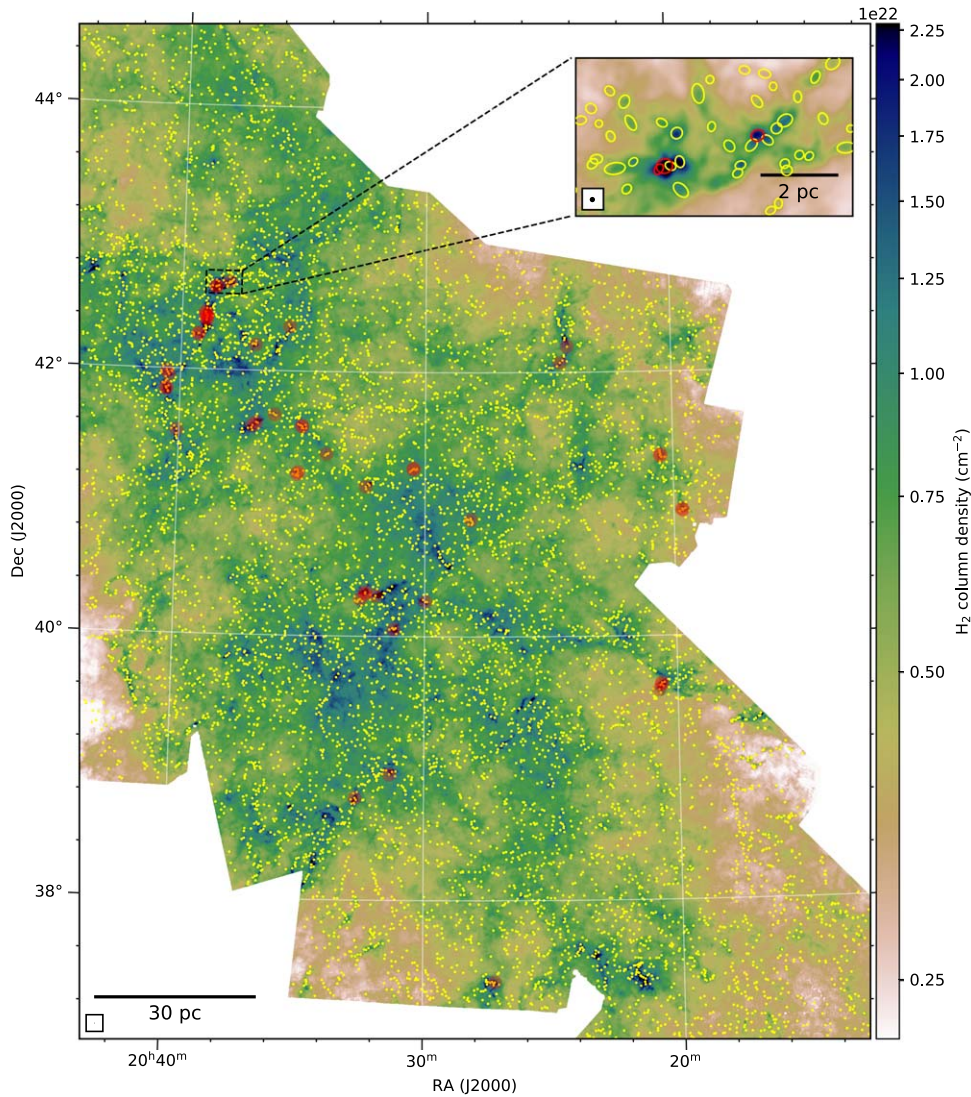 1e22
2.25
2.00
1.75
1.50
1.25
1.00
0.75
0.50
0.25
H₂ column density (cm⁻²)
2 pc
44°
42°
40°
38°
Dec (J2000)
30 pc
20ʰ40ᵐ
30ᵐ
20ᵐ
RA (J2000)